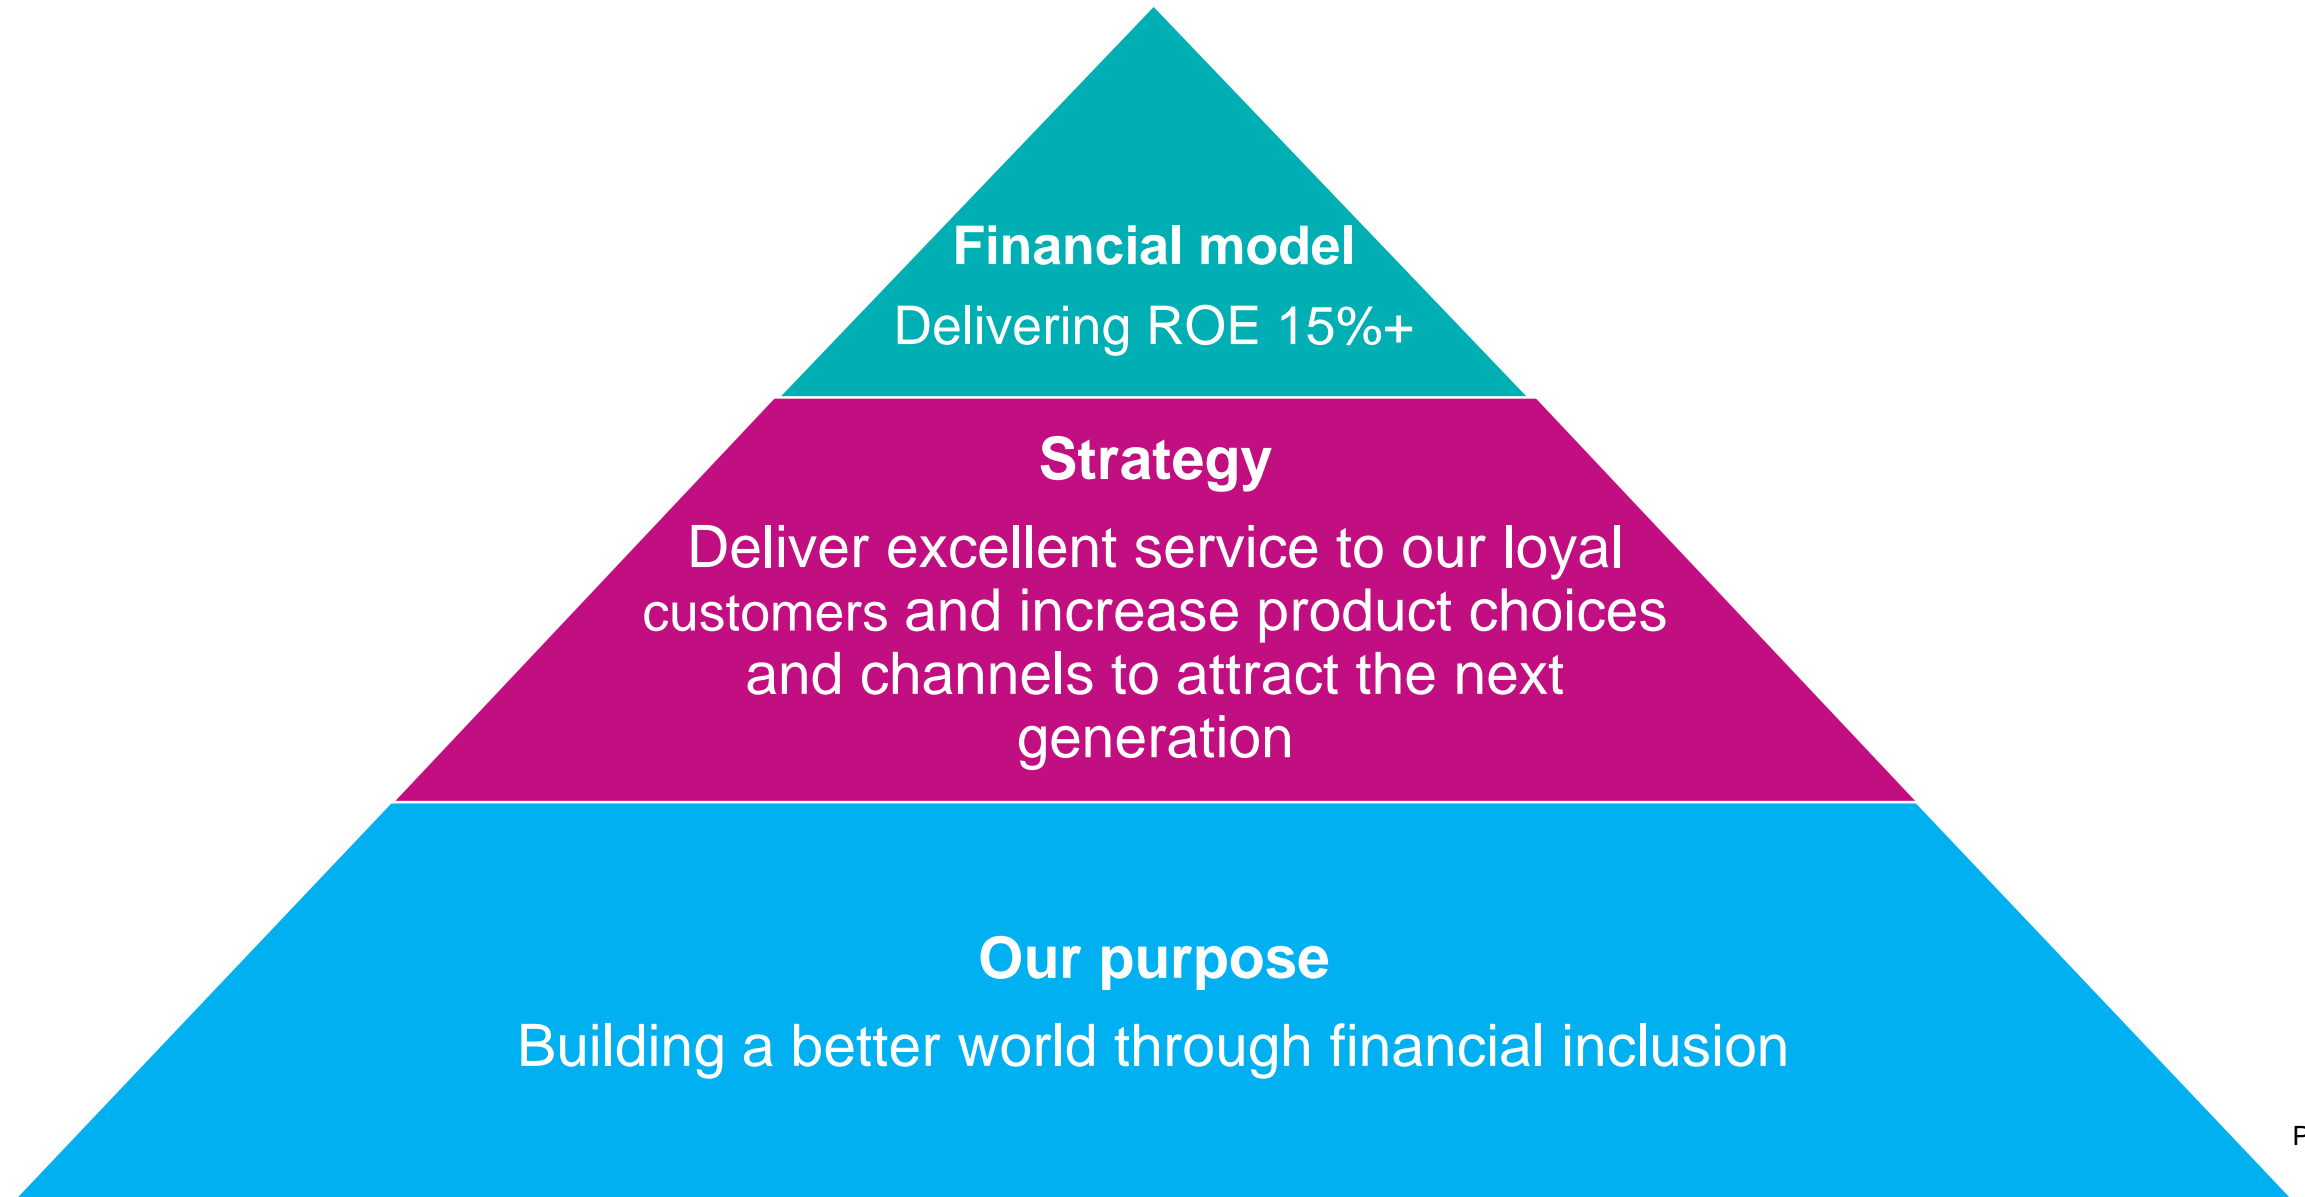 Financial model
Delivering ROE 15%+
Strategy
Deliver excellent service to our loyal
customers and increase product choices
and channels to attract the next
generation
Our purpose
Building a better world through financial inclusion
P